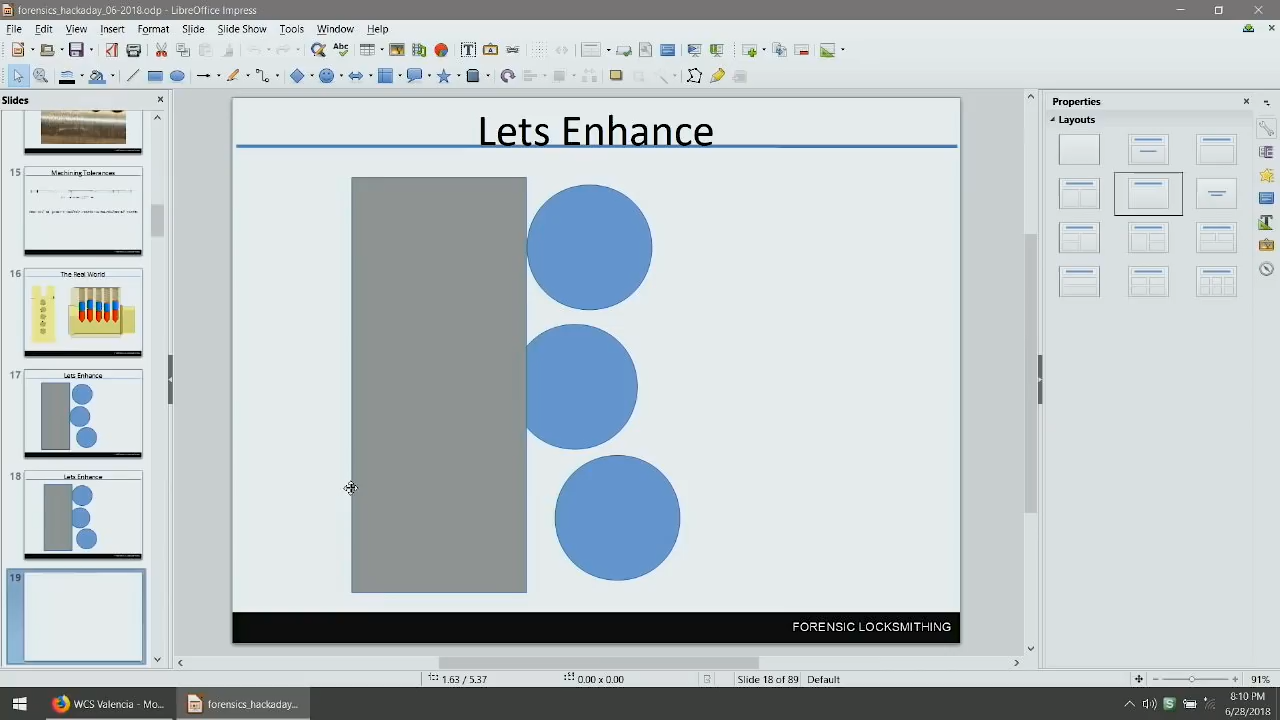 forensics_hackaday_06-2018.odp - LibreOffice Impress
File Edit View Insert Format Slide Slide Show Tools Window Help
Slides
15
Machining Tolerances
16
The Real World
17
Lets Enhance
18
Lets Enhance
19
Lets Enhance
FORENSIC LOCKSMITHING
Properties
Layouts
1.63 / 5.37
0.00 x 0.00
Slide 18 of 89
Default
91%
WCS Valencia - Mo...
forensics_hackaday...
8:10 PM
6/28/2018